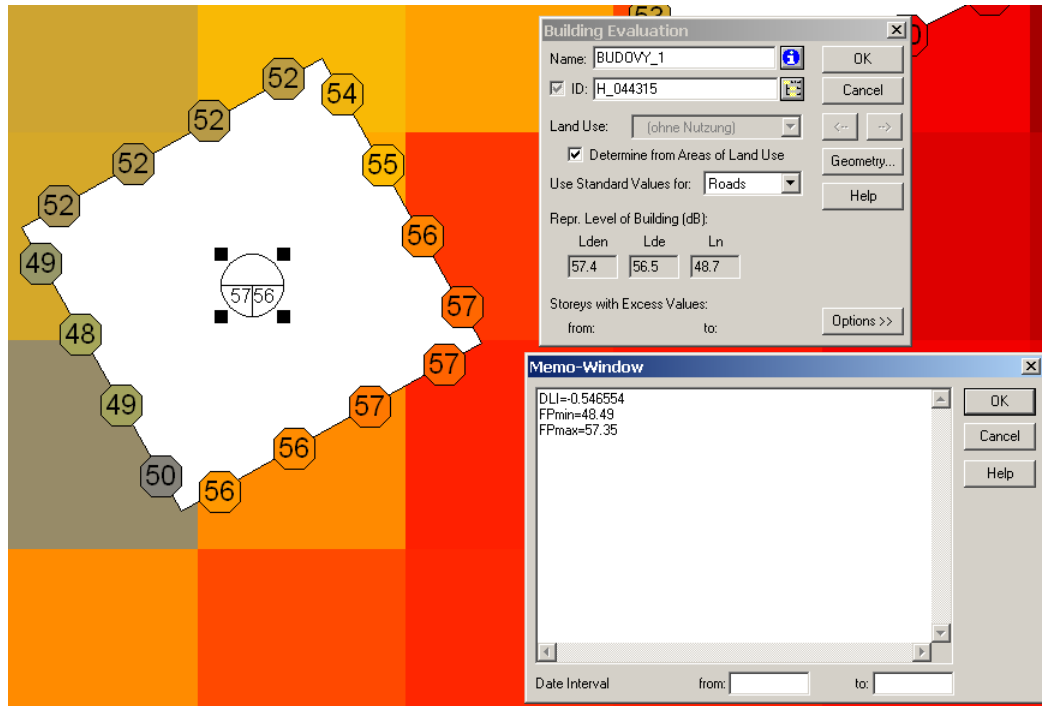 52
54
52
55
52
52
56
49
57 56
57
48
57
49
57
56
50
56
53
0
Building Evaluation
Name: BUDOVY_1
OK
ID: H_044315
Cancel
Land Use: (ohne Nutzung)
<-- -->
Determine from Areas of Land Use
Geometry...
Use Standard Values for: Roads
Help
Repr. Level of Building (dB):
Lden Lde Ln
57.4 56.5 48.7
Storeys with Excess Values:
from: to:
Options >>
Memo-Window
DLI=-0.546554
FPmin=48.49
FPmax=57.35
OK
Cancel
Help
Date Interval from: to: